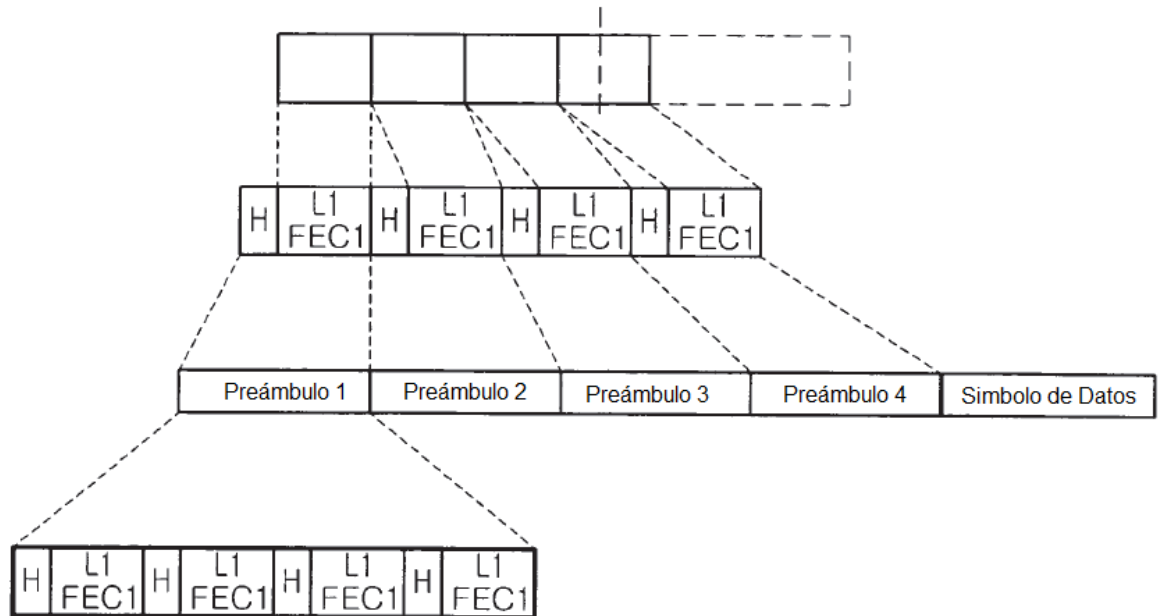 H L1 FEC1 H L1 FEC1 H L1 FEC1 H L1 FEC1
Preámbulo 1 Preámbulo 2 Preámbulo 3 Preámbulo 4 Simbolo de Datos
H L1 FEC1 H L1 FEC1 H L1 FEC1 H L1 FEC1